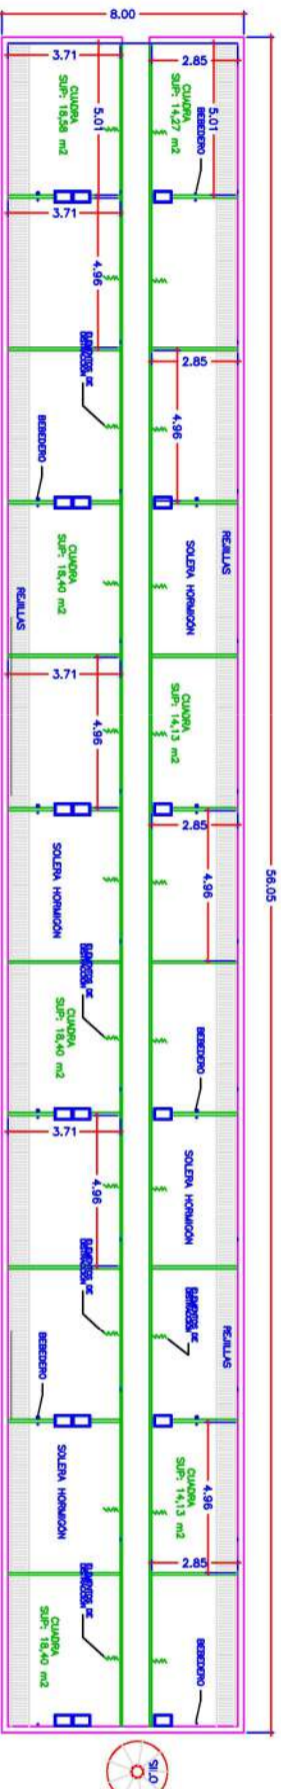 56.05
8.00
2.85
5.01
BEBEDERO
CUADRA
SUP: 14,27 m2
2.85
4.96
REJILLAS
SOLERA HORMIGÓN
CUADRA
SUP: 14,13 m2
2.85
4.96
BEBEDERO
SOLERA HORMIGÓN
REJILLAS
4.96
CUADRA
SUP: 14,13 m2
2.85
BEBEDERO
SILO
3.71
5.01
CUADRA
SUP: 18,58 m2
3.71
4.96
BEBEDERO
CUADRA
SUP: 18,40 m2
REJILLAS
3.71
4.96
SOLERA HORMIGÓN
CUADRA
SUP: 18,40 m2
3.71
4.96
BEBEDERO
SOLERA HORMIGÓN
CUADRA
SUP: 18,40 m2